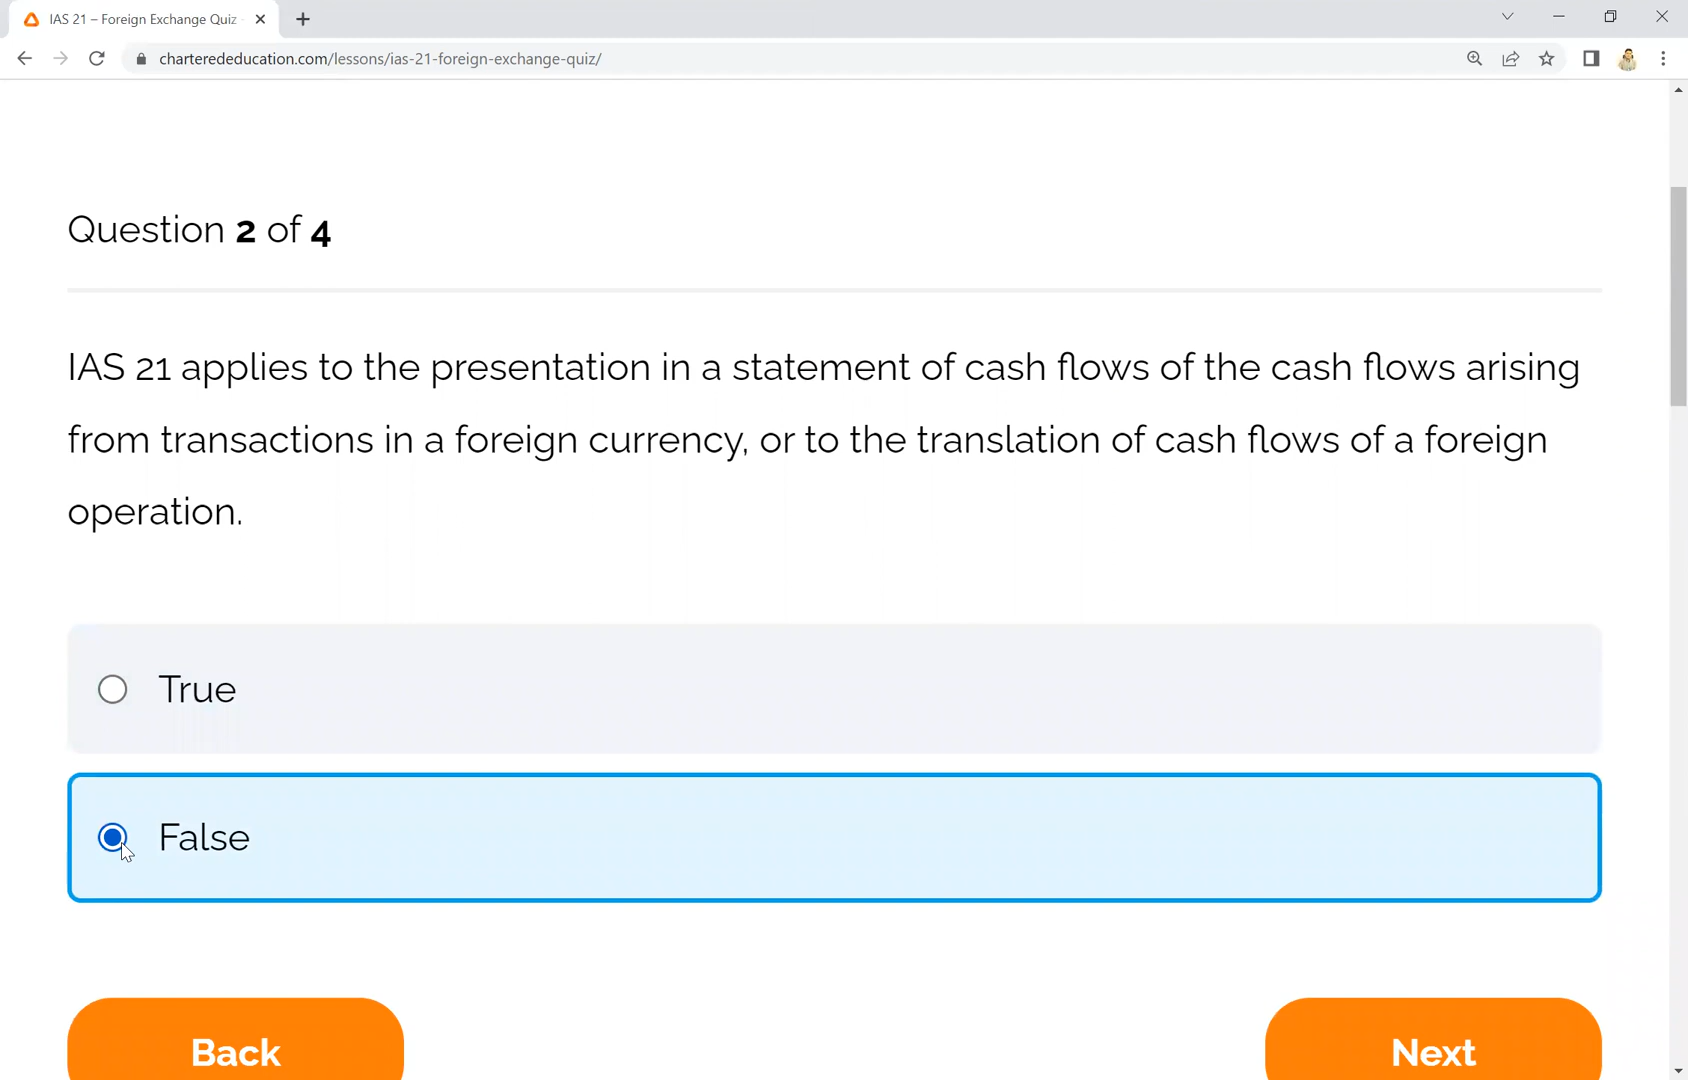 IAS 21 – Foreign Exchange Quiz
chartereducation.com/lessons/ias-21-foreign-exchange-quiz/
Question 2 of 4
IAS 21 applies to the presentation in a statement of cash flows of the cash flows arising
from transactions in a foreign currency, or to the translation of cash flows of a foreign
operation.
True
False
Back
Next